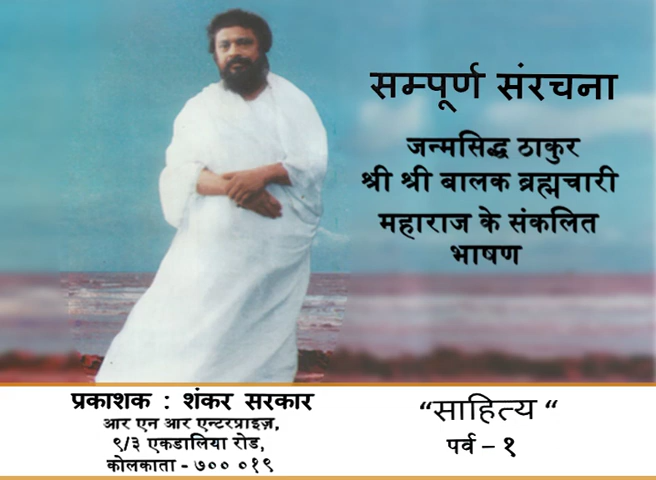 सम्पूर्ण संरचना
जन्मसिद्ध ठाकुर
श्री श्री बालक ब्रह्मचारी
महाराज के संकलित
भाषण
प्रकाशक : शंकर सरकार
आर एन आर एन्टरप्राइज़,
९/३ एकडालिया रोड,
कोलकाता - ७०० ०१९
“साहित्य “
पर्व – १